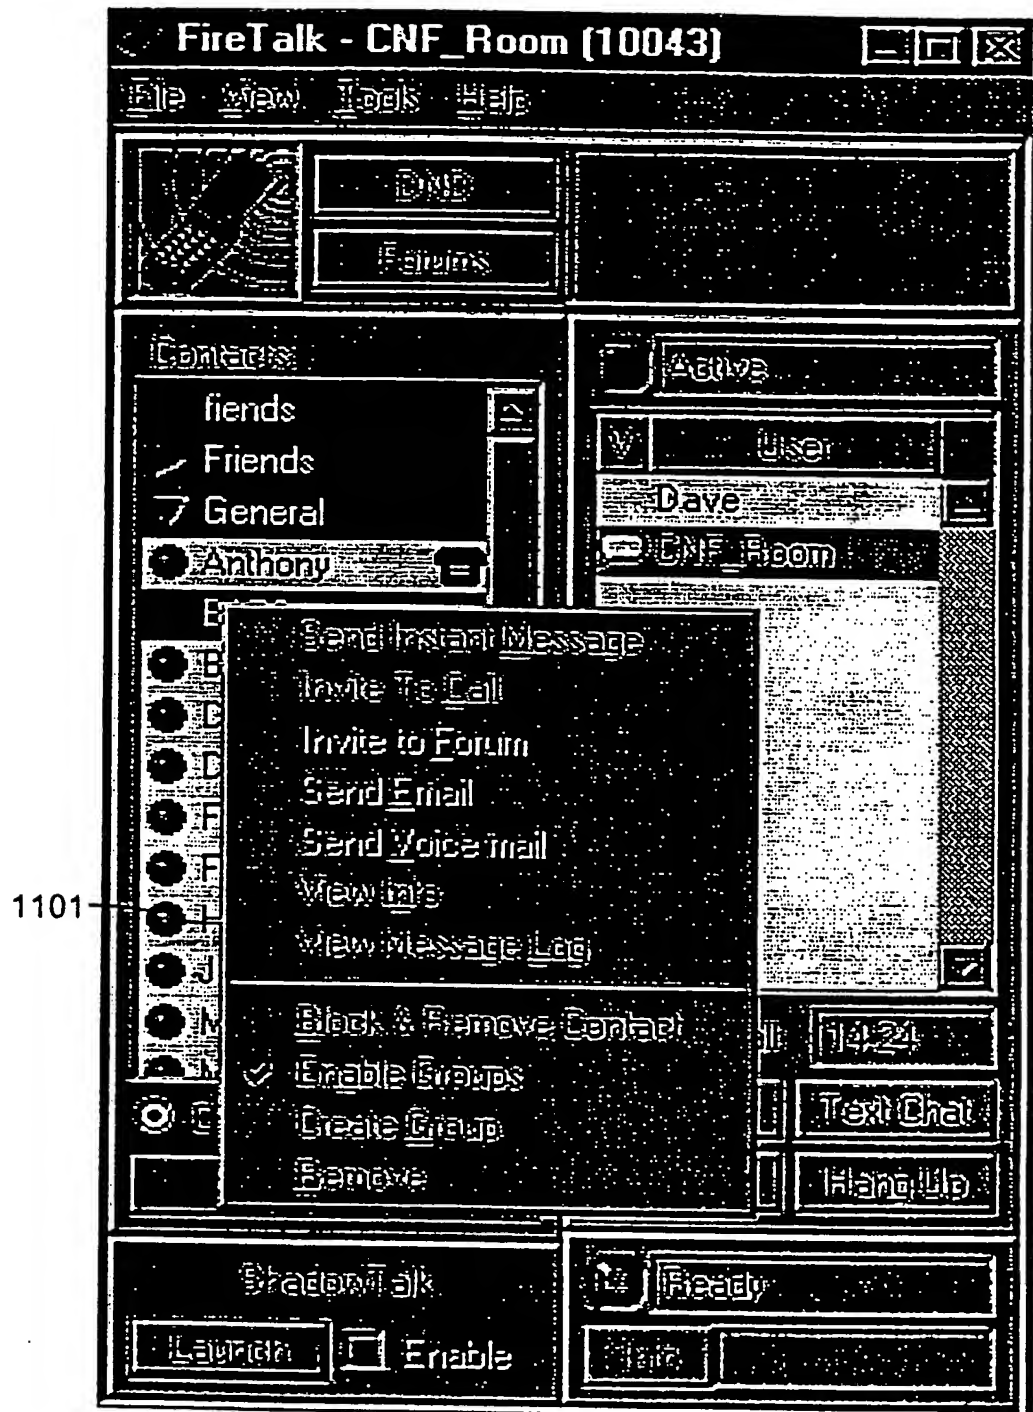 FireTalk - CNF_Room (10043)
File View Tools Help
DND
Forums
Contacts
fiends
Friends
General
Anthony
Active
V User
Dave
CNF_Room
Send Instant Message
Invite To Call
Invite to Forum
Send Email
Send Voice mail
View Info
View Message Log
Block & Remove Contact
Enable Groups
Create Group
Remove
1101
14:24
Text Chat
Hang Up
ShadowTalk
Launch Enable
Ready